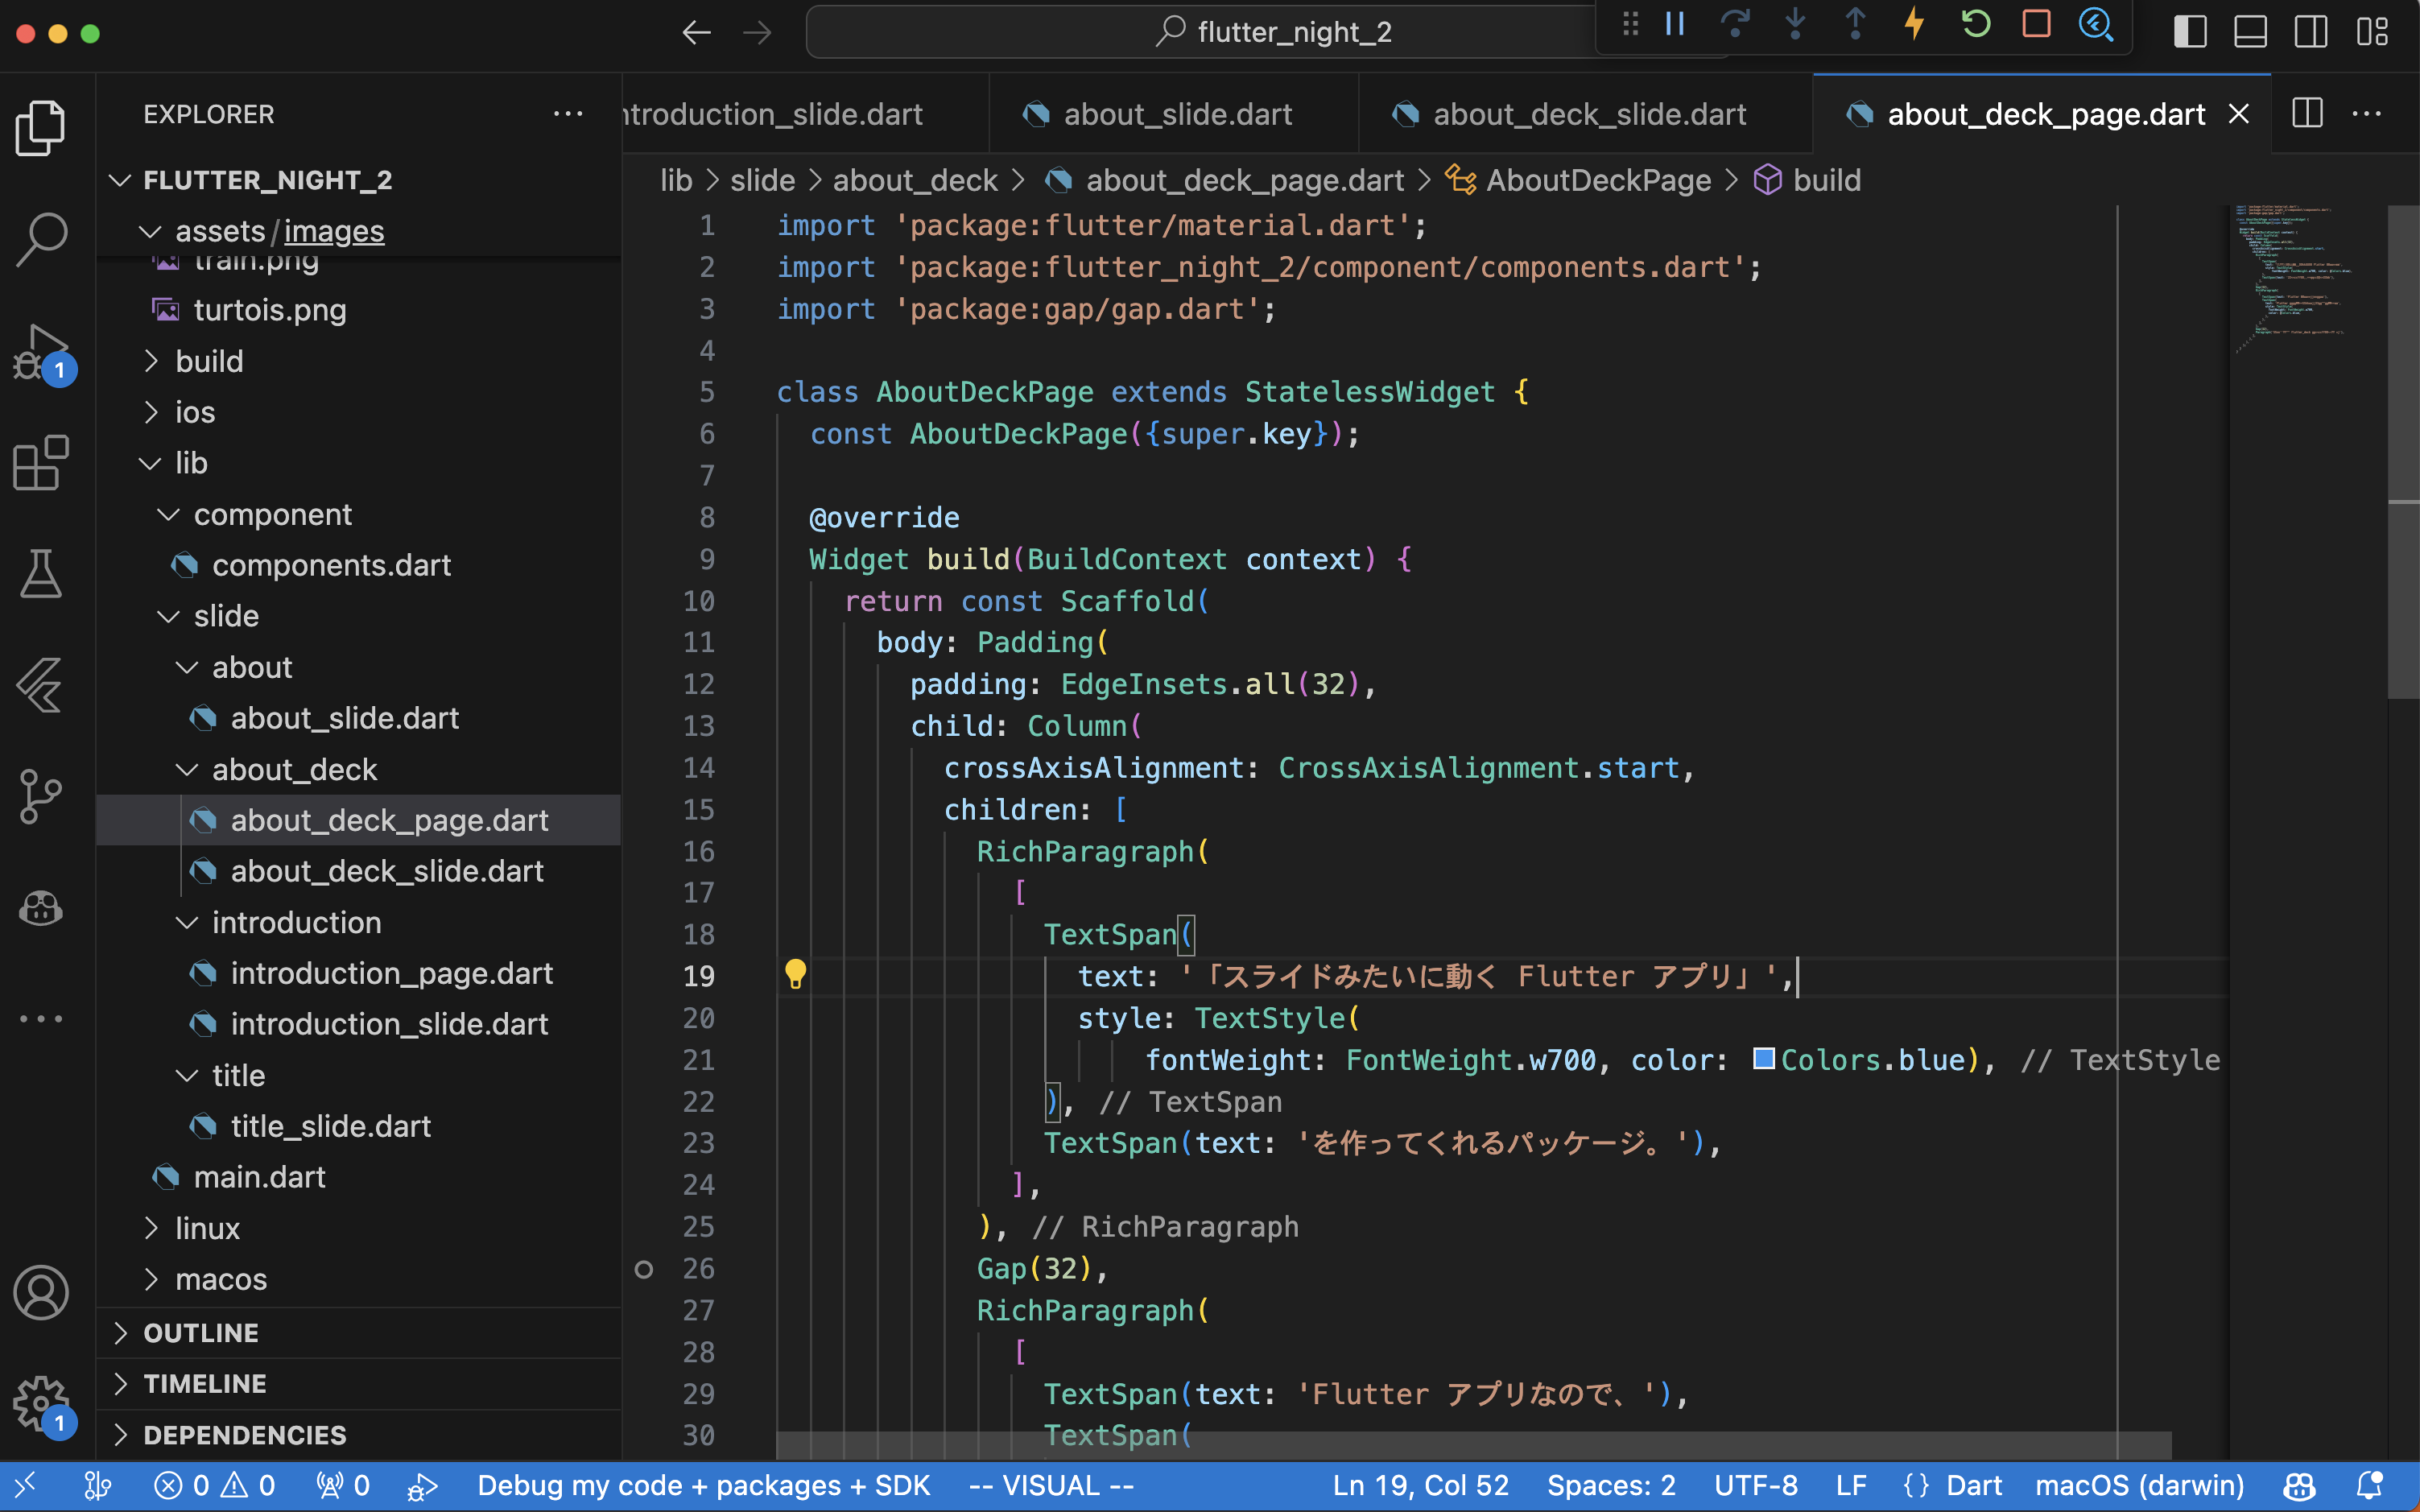 flutter_night_2
EXPLORER
FLUTTER_NIGHT_2
assets/images
train.png
turtois.png
build
ios
lib
component
components.dart
slide
about
about_slide.dart
about_deck
about_deck_page.dart
about_deck_slide.dart
introduction
introduction_page.dart
introduction_slide.dart
title
title_slide.dart
main.dart
linux
macos
OUTLINE
TIMELINE
DEPENDENCIES
1
1
ntroduction_slide.dart about_slide.dart about_deck_slide.dart about_deck_page.dart
lib > slide > about_deck > about_deck_page.dart > AboutDeckPage > build
1 import 'package:flutter/material.dart';
2 import 'package:flutter_night_2/component/components.dart';
3 import 'package:gap/gap.dart';
4
5 class AboutDeckPage extends StatelessWidget {
6 const AboutDeckPage({super.key});
7
8 @override
9 Widget build(BuildContext context) {
10 return const Scaffold(
11 body: Padding(
12 padding: EdgeInsets.all(32),
13 child: Column(
14 crossAxisAlignment: CrossAxisAlignment.start,
15 children: [
16 RichParagraph(
17 [
18 TextSpan(
19 text: '「スライドみたいに動く Flutter アプリ」',
20 style: TextStyle(
21 fontWeight: FontWeight.w700, color: Colors.blue), // TextStyle
22 ), // TextSpan
23 TextSpan(text: 'を作ってくれるパッケージ。'),
24 ],
25 ), // RichParagraph
26 Gap(32),
27 RichParagraph(
28 [
29 TextSpan(text: 'Flutter アプリなので、'),
30 TextSpan(
0 0 0 Debug my code + packages + SDK -- VISUAL -- Ln 19, Col 52 Spaces: 2 UTF-8 LF {} Dart macOS (darwin)